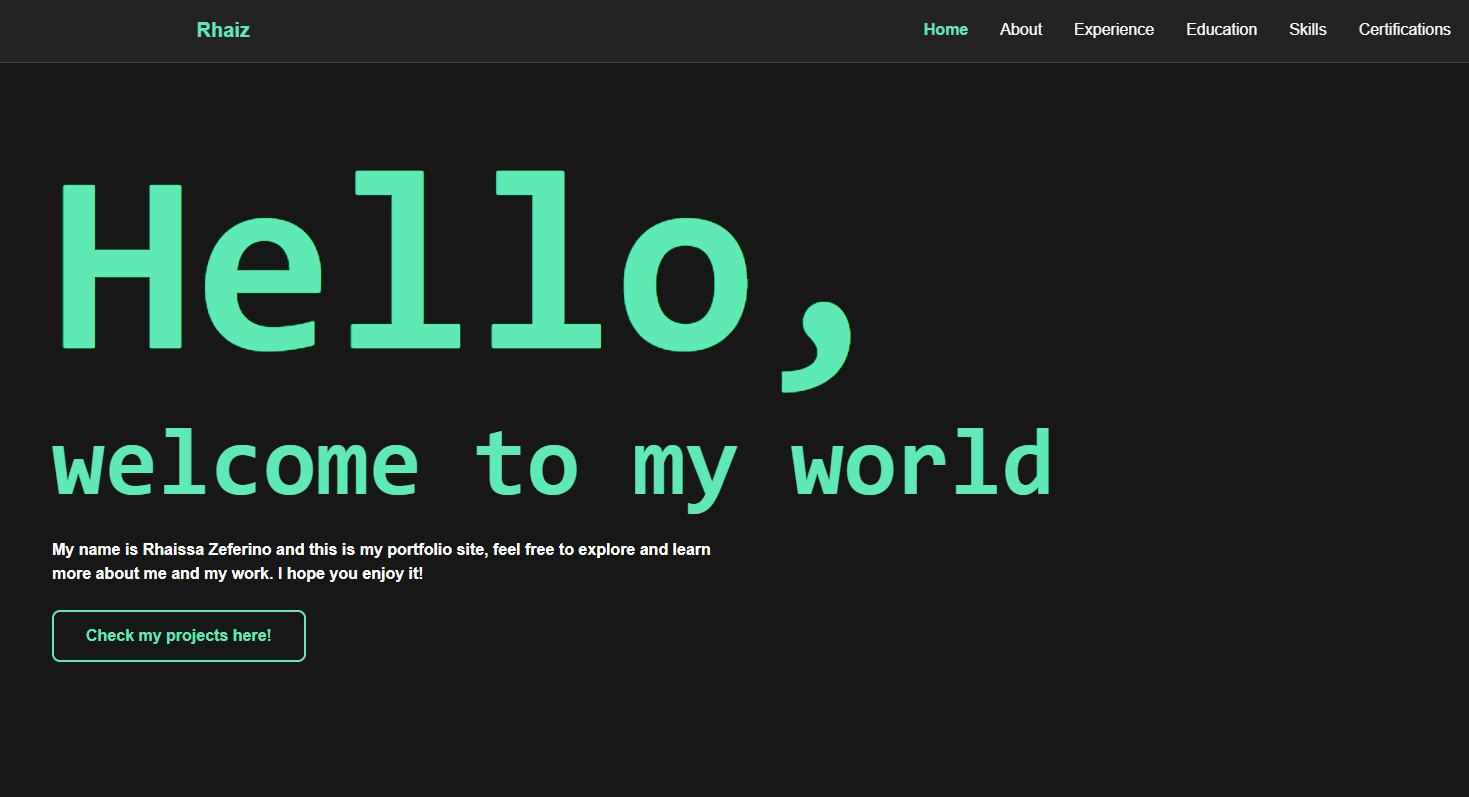 Rhaiz
Home About Experience Education Skills Certifications
Hello,
welcome to my world
My name is Rhaissa Zeferino and this is my portfolio site, feel free to explore and learn
more about me and my work. I hope you enjoy it!
Check my projects here!